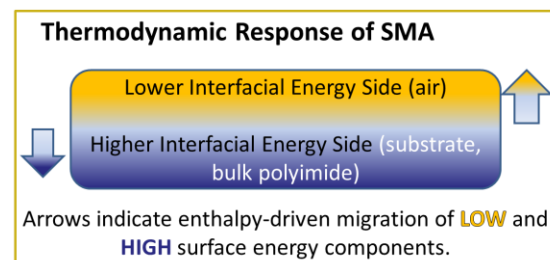 Thermodynamic Response of SMA
Lower Interfacial Energy Side (air)
Higher Interfacial Energy Side (substrate,
bulk polyimide)
Arrows indicate enthalpy-driven migration of LOW and
HIGH surface energy components.